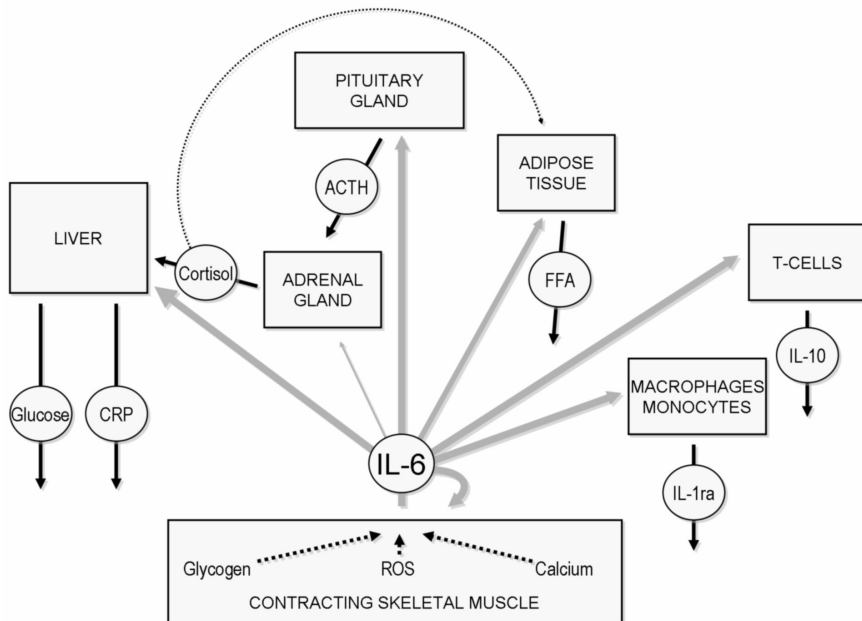 PITUITARY
GLAND
ACTH
ADIPOSE
TISSUE
LIVER
Cortisol
ADRENAL
GLAND
FFA
T-CELLS
IL-10
MACROPHAGES
MONOCYTES
Glucose
CRP
IL-6
IL-1ra
Glycogen
ROS
Calcium
CONTRACTING SKELETAL MUSCLE